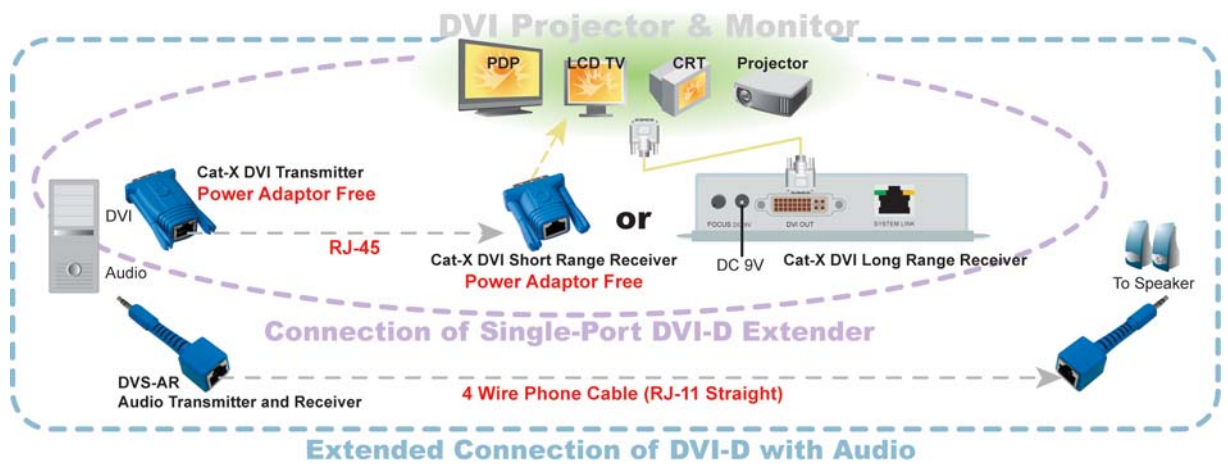 DVI Projector & Monitor
PDP
LCD TV
CRT
Projector
Cat-X DVI Transmitter
Power Adaptor Free
DVI
RJ-45
or
FOCUS
DVI OUT
SYSTEM LINK
DC 9V
Cat-X DVI Short Range Receiver
Power Adaptor Free
Cat-X DVI Long Range Receiver
Audio
To Speaker
Connection of Single-Port DVI-D Extender
DVS-AR
Audio Transmitter and Receiver
4 Wire Phone Cable (RJ-11 Straight)
Extended Connection of DVI-D with Audio